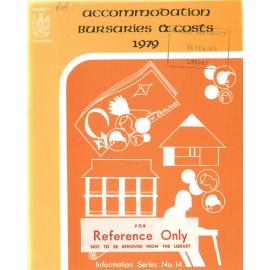 accommodation
bursaries & costs
1979
LIBRARY
FOR
Reference Only
NOT TO BE REMOVED FROM THE LIBRARY
Information Series No. 14